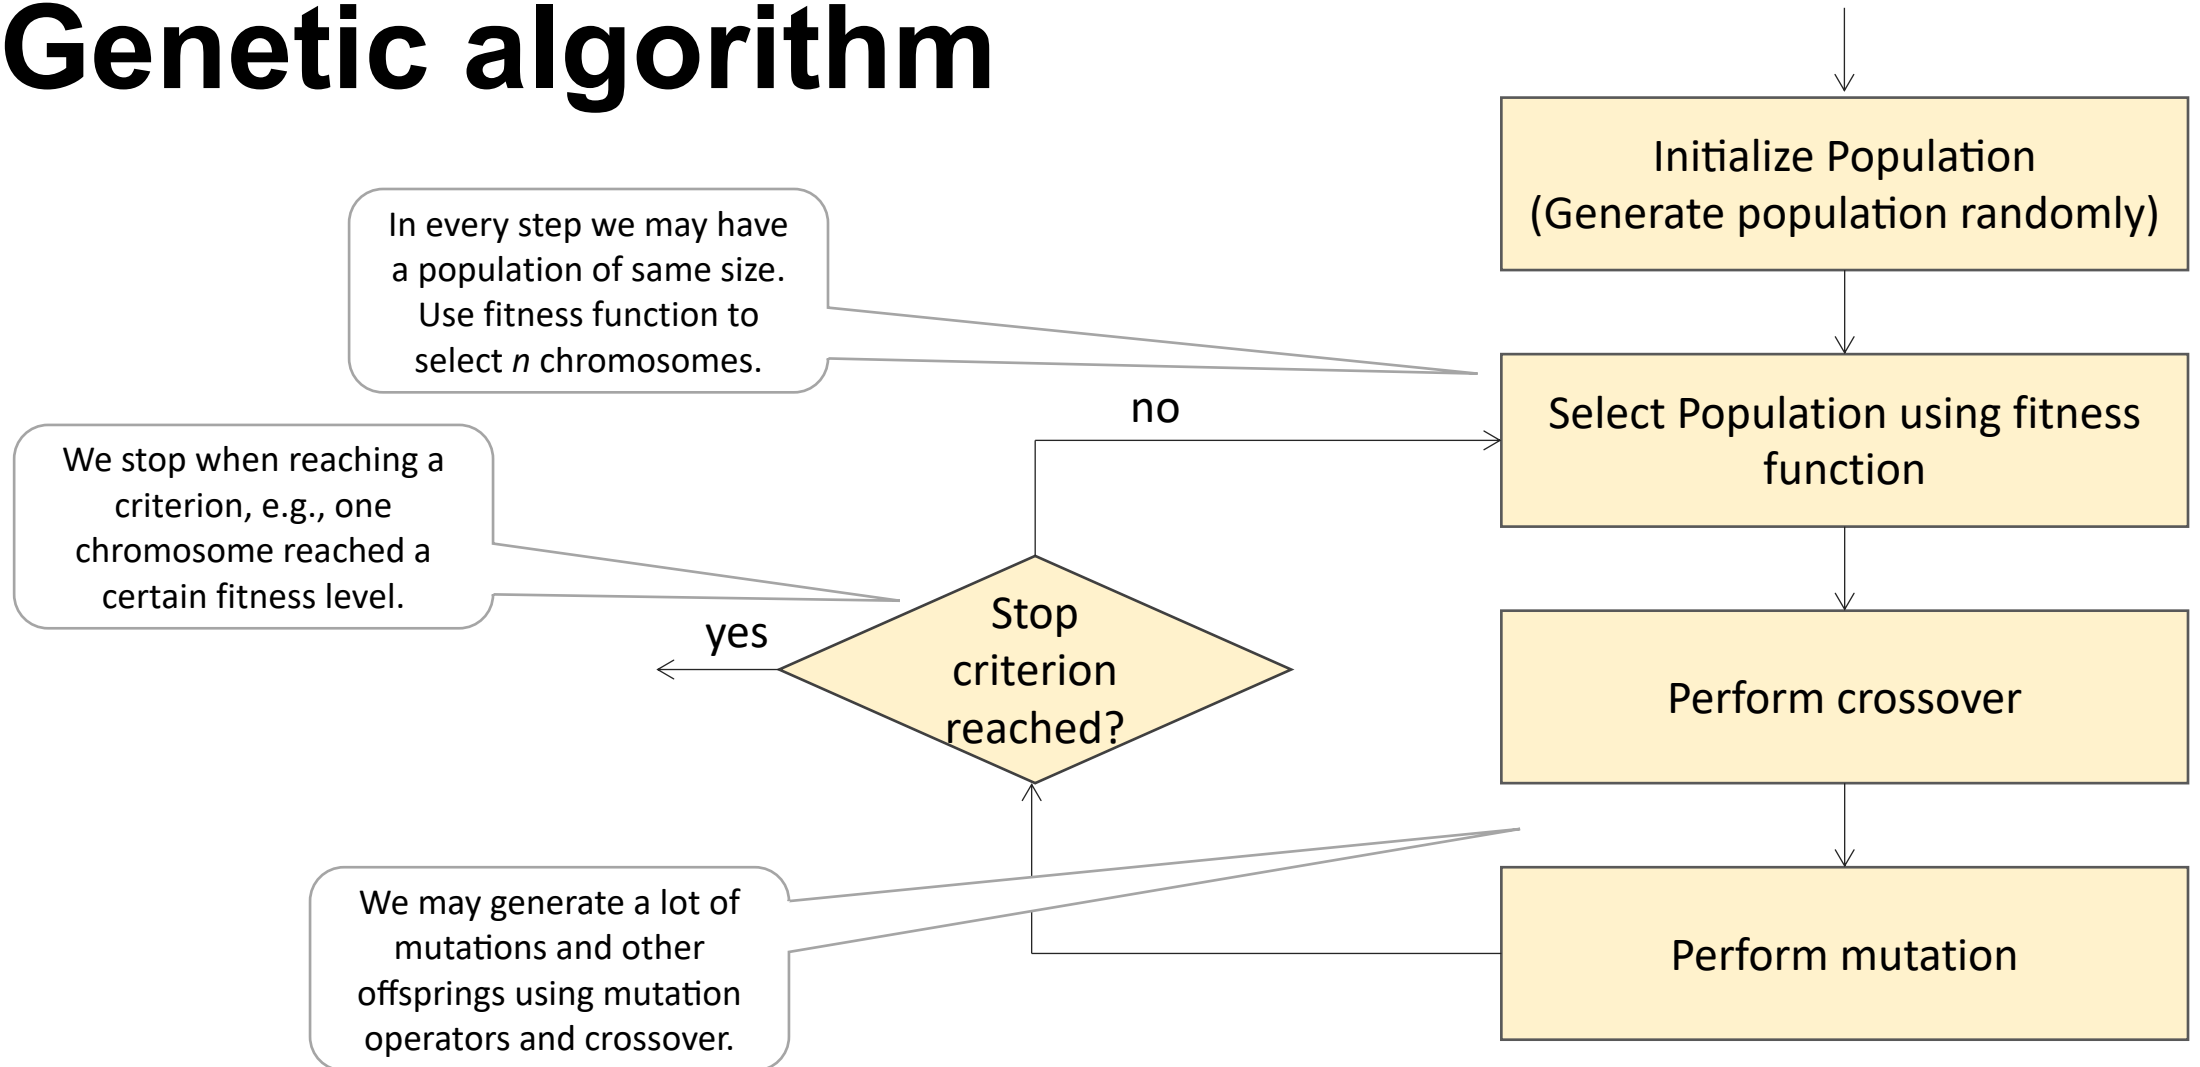 Genetic algorithm
Initialize Population
(Generate population randomly)
In every step we may have
a population of same size.
Use fitness function to
select n chromosomes.
no
Select Population using fitness
function
We stop when reaching a
criterion, e.g., one
chromosome reached a
certain fitness level.
yes
Stop
criterion
reached?
Perform crossover
We may generate a lot of
mutations and other
offsprings using mutation
operators and crossover.
Perform mutation